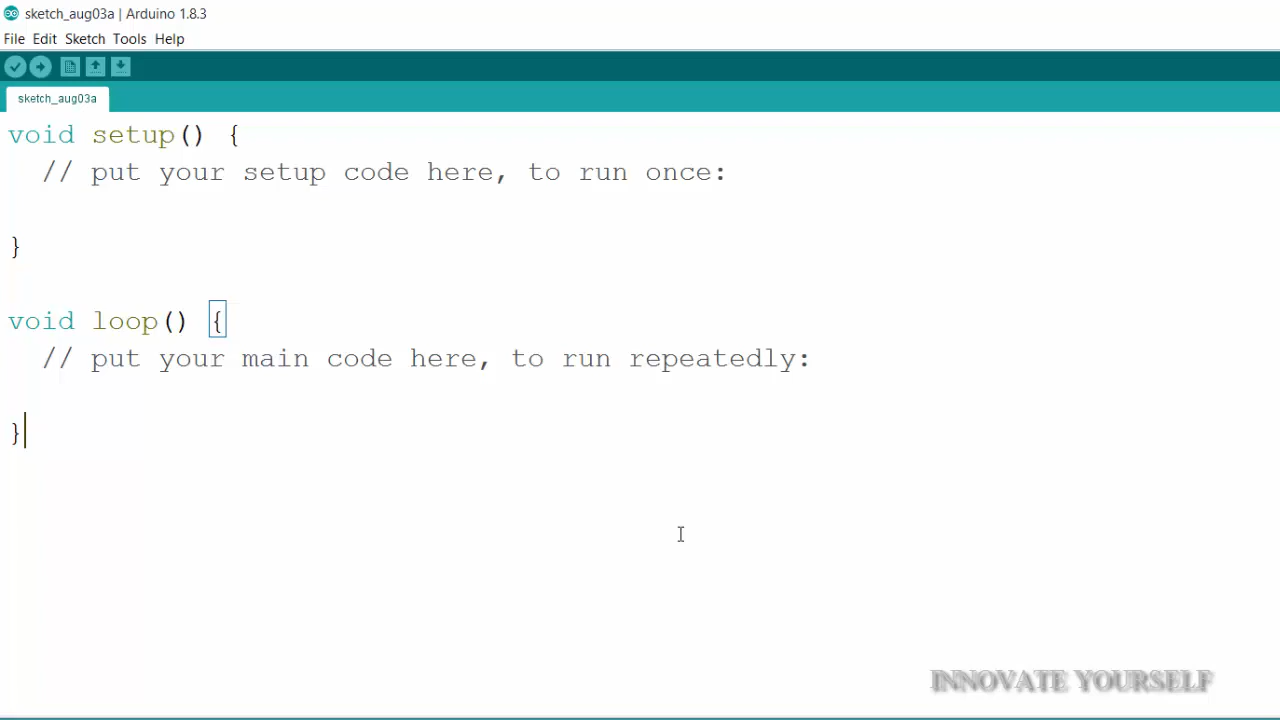 sketch_aug03a | Arduino 1.8.3
File Edit Sketch Tools Help
sketch_aug03a
void setup() {
  // put your setup code here, to run once:
}
void loop() {
  // put your main code here, to run repeatedly:
}
INNOVATE YOURSELF